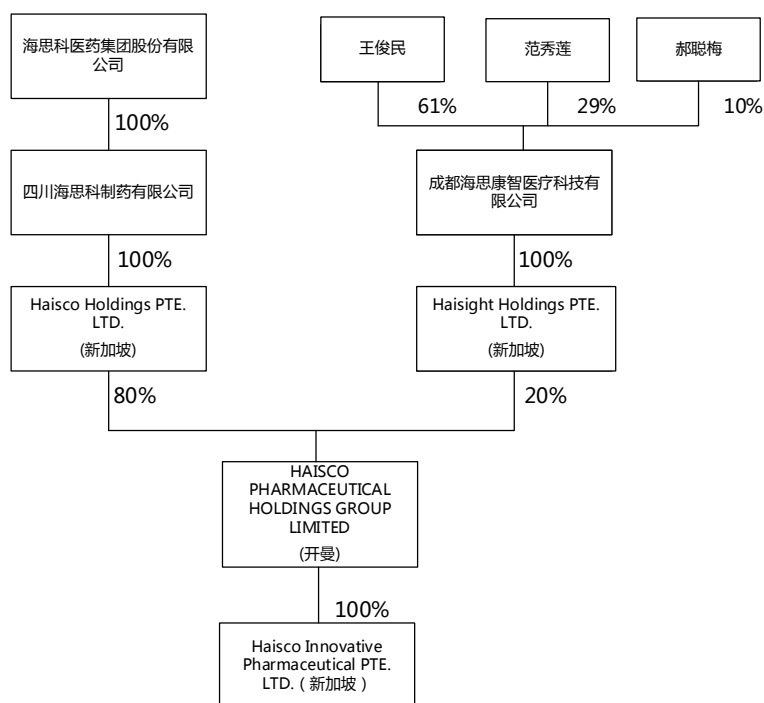 海思科医药集团股份有限
公司
王俊民
范秀莲
郝聪梅
100%
61%
29%
10%
四川海思科制药有限公司
成都海思康智医疗科技有
限公司
100%
100%
Haisco Holdings PTE.
LTD.
(新加坡)
Haisight Holdings PTE.
LTD.
(新加坡)
80%
20%
HAISCO
PHARMACEUTICAL
HOLDINGS GROUP
LIMITED
(开曼)
100%
Haisco Innovative
Pharmaceutical PTE.
LTD.（新加坡）